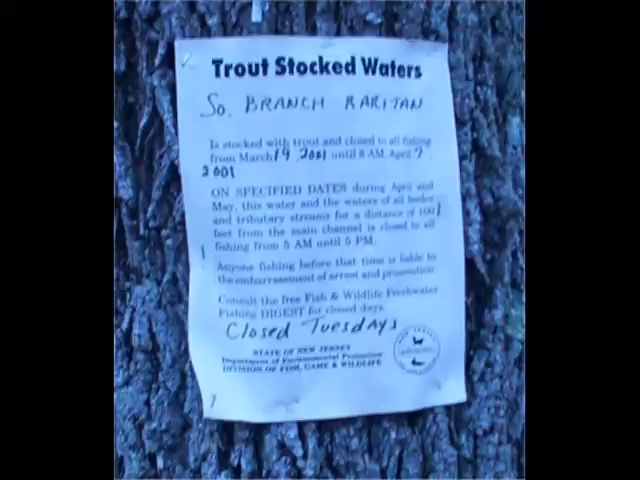 Trout Stocked Waters
So. BRANCH RARITAN
Is stocked with trout and closed to all fishing
from March 19 2001 until 8 AM, April 7
2001
ON SPECIFIED DATES during April and
May, this water and the waters of all feeder
and tributary streams for a distance of 100
feet from the main channel is closed to all
fishing from 5 AM until 5 PM.
Anyone fishing before that time is liable to
the embarrassment of arrest and prosecution.
Consult the free Fish & Wildlife Freshwater
Fishing DIGEST for closed days.
Closed Tuesdays
STATE OF NEW JERSEY
Department of Environmental Protection
DIVISION OF FISH, GAME & WILDLIFE
NEW JERSEY